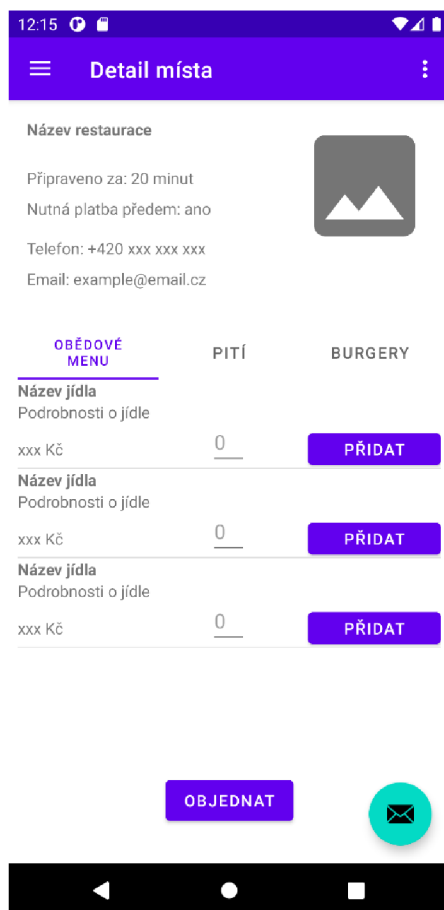 12:15
Detail místa
Název restaurace
Připraveno za: 20 minut
Nutná platba předem: ano
Telefon: +420 xxx xxx xxx
Email: example@email.cz
OBĚDOVÉ
MENU
PITÍ
BURGERY
Název jídla
Podrobnosti o jídle
xxx Kč
0
PŘIDAT
Název jídla
Podrobnosti o jídle
xxx Kč
0
PŘIDAT
Název jídla
Podrobnosti o jídle
xxx Kč
0
PŘIDAT
OBJEDNAT